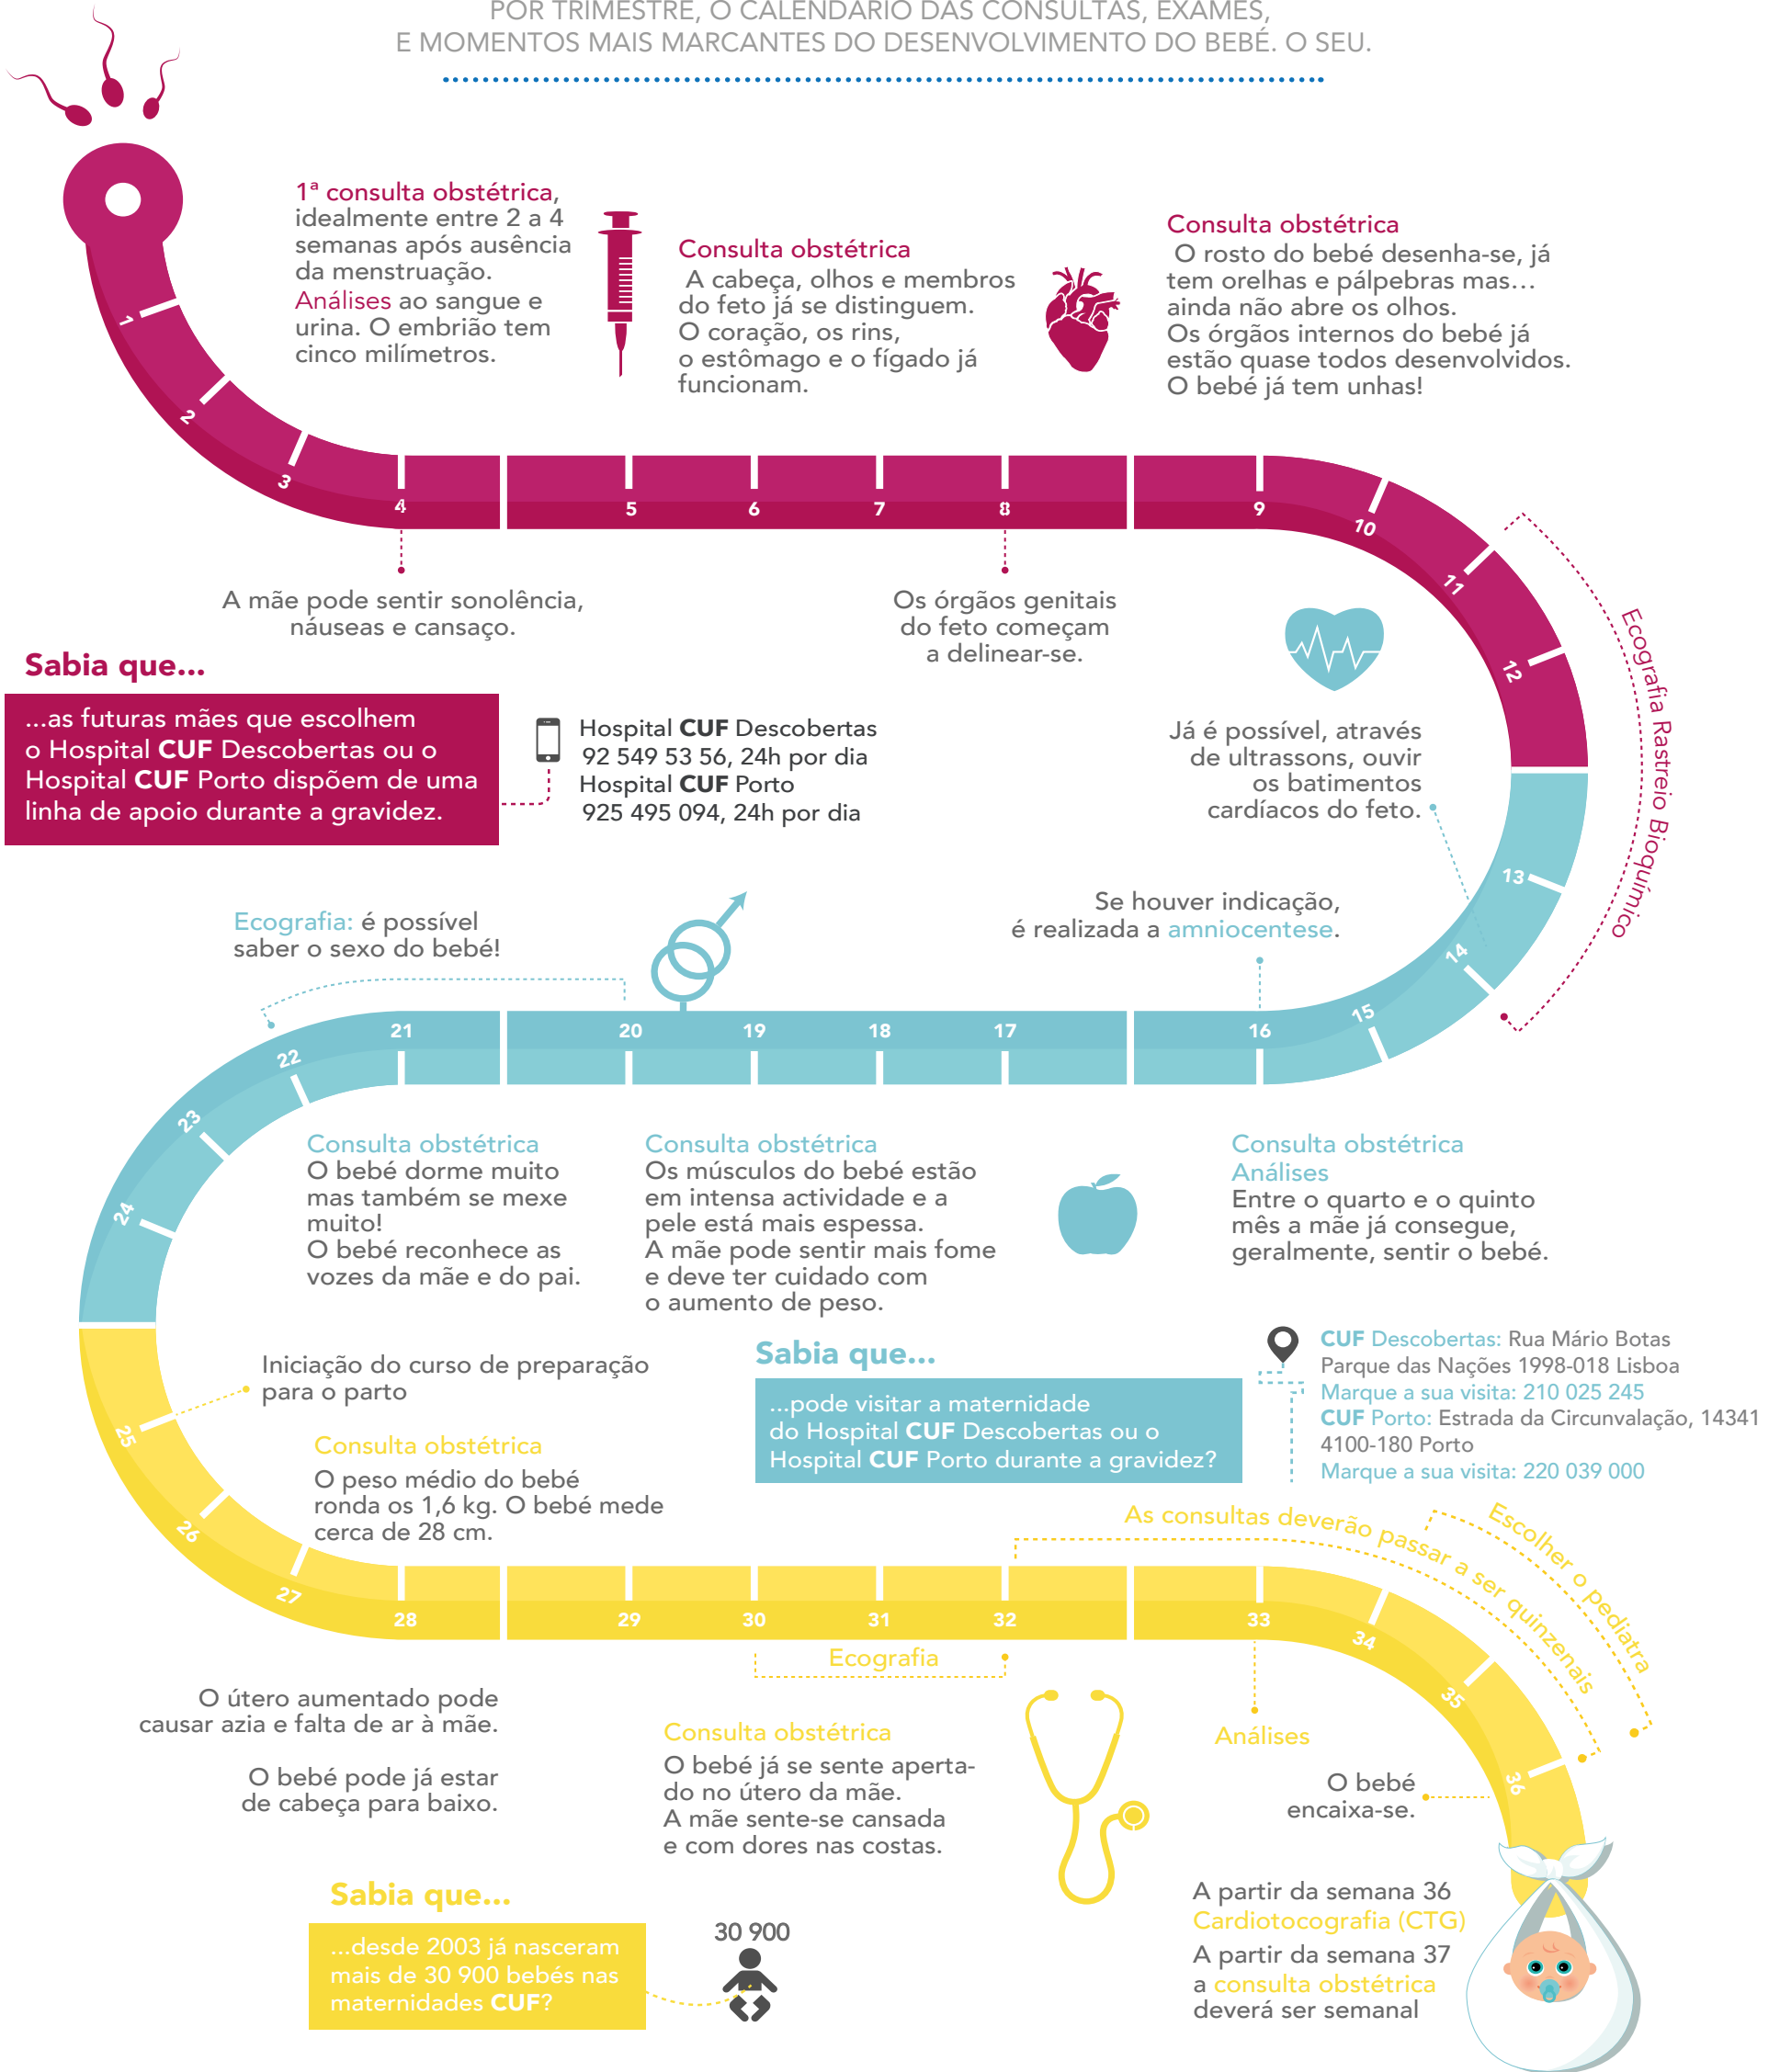 POR TRIMESTRE, O CALENDÁRIO DAS CONSULTAS, EXAMES,
E MOMENTOS MAIS MARCANTES DO DESENVOLVIMENTO DO BEBÉ. O SEU.
1ª consulta obstétrica,
idealmente entre 2 a 4
semanas após ausência
da menstruação.
Análises ao sangue e
urina. O embrião tem
cinco milímetros.
Consulta obstétrica
A cabeça, olhos e membros
do feto já se distinguem.
O coração, os rins,
o estômago e o fígado já
funcionam.
Consulta obstétrica
O rosto do bebé desenha-se, já
tem orelhas e pálpebras mas...
ainda não abre os olhos.
Os órgãos internos do bebé já
estão quase todos desenvolvidos.
O bebé já tem unhas!
1
2
3
4
5
6
7
8
9
10
11
12
Ecografia Rastreio Bioquímico
A mãe pode sentir sonolência,
náuseas e cansaço.
Os órgãos genitais
do feto começam
a delinear-se.
Sabia que...
...as futuras mães que escolhem
o Hospital CUF Descobertas ou o
Hospital CUF Porto dispõem de uma
linha de apoio durante a gravidez.
Hospital CUF Descobertas
92 549 53 56, 24h por dia
Hospital CUF Porto
925 495 094, 24h por dia
Já é possível, através
de ultrassons, ouvir
os batimentos
cardíacos do feto.
13
14
15
16
17
18
19
20
21
22
23
24
Se houver indicação,
é realizada a amniocentese.
Ecografia: é possível
saber o sexo do bebé!
Consulta obstétrica
O bebé dorme muito
mas também se mexe
muito!
O bebé reconhece as
vozes da mãe e do pai.
Consulta obstétrica
Os músculos do bebé estão
em intensa actividade e a
pele está mais espessa.
A mãe pode sentir mais fome
e deve ter cuidado com
o aumento de peso.
Consulta obstétrica
Análises
Entre o quarto e o quinto
mês a mãe já consegue,
geralmente, sentir o bebé.
Sabia que...
...pode visitar a maternidade
do Hospital CUF Descobertas ou o
Hospital CUF Porto durante a gravidez?
CUF Descobertas: Rua Mário Botas
Parque das Nações 1998-018 Lisboa
Marque a sua visita: 210 025 245
CUF Porto: Estrada da Circunvalação, 14341
4100-180 Porto
Marque a sua visita: 220 039 000
Iniciação do curso de preparação
para o parto
Consulta obstétrica
O peso médio do bebé
ronda os 1,6 kg. O bebé mede
cerca de 28 cm.
25
26
27
28
29
30
31
32
33
34
35
36
As consultas deverão passar a ser quinzenais
Escolher o pediatra
Ecografia
O útero aumentado pode
causar azia e falta de ar à mãe.
O bebé pode já estar
de cabeça para baixo.
Consulta obstétrica
O bebé já se sente aperta-
do no útero da mãe.
A mãe sente-se cansada
e com dores nas costas.
Análises
O bebé
encaixa-se.
A partir da semana 36
Cardiotocografia (CTG)
A partir da semana 37
a consulta obstétrica
deverá ser semanal
Sabia que...
...desde 2003 já nasceram
mais de 30 900 bebés nas
maternidades CUF?
30 900